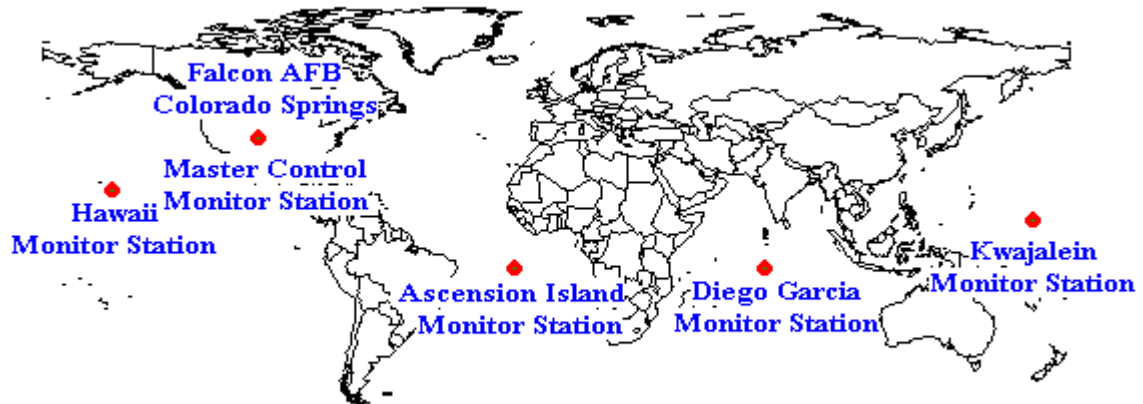 Falcon AFB
Colorado Springs
Master Control
Monitor Station
Hawaii
Monitor Station
Ascension Island
Monitor Station
Diego Garcia
Monitor Station
Kwajalein
Monitor Station